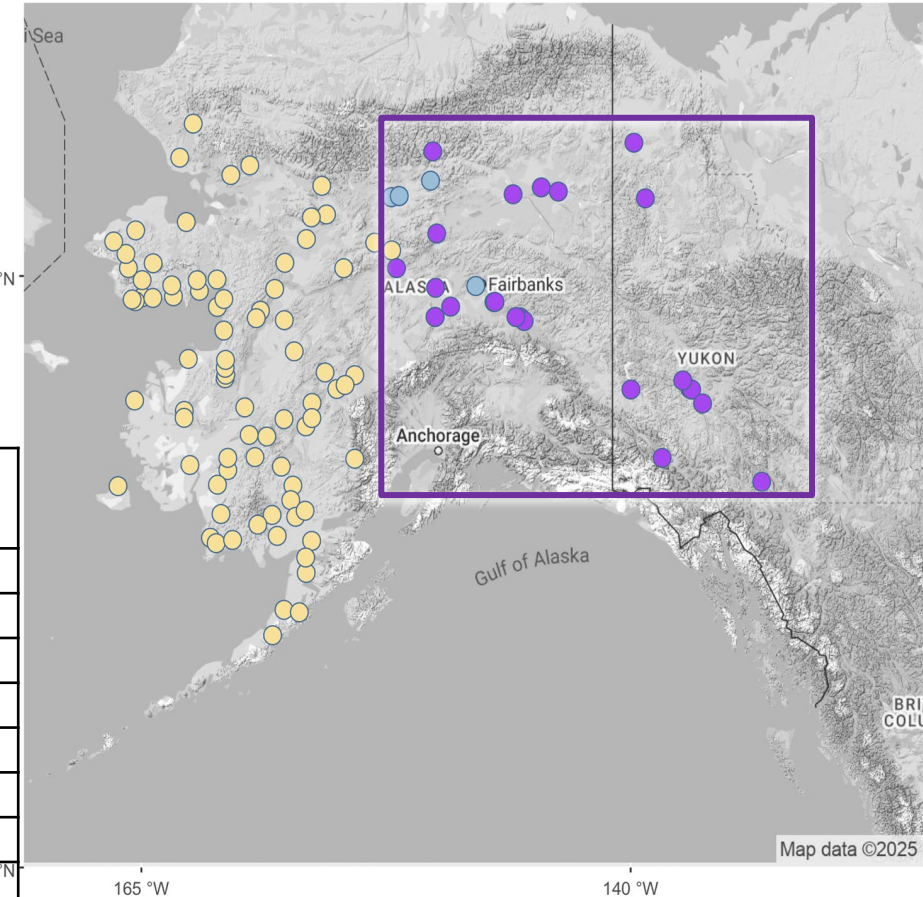 i Sea
°N
ALASKA
Fairbanks
YUKON
Anchorage
Gulf of Alaska
BRI
COLU
Map data ©2025
°N
165 °W
140 °W